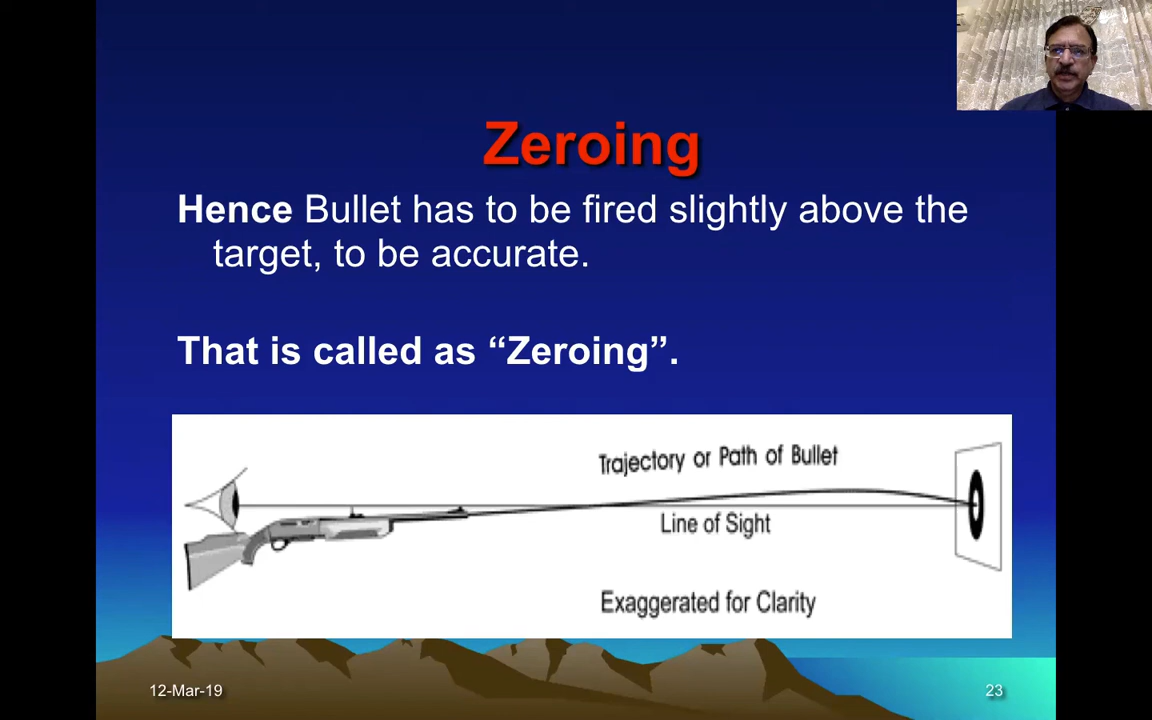 Zeroing
Hence Bullet has to be fired slightly above the
target, to be accurate.
That is called as “Zeroing”.
Trajectory or Path of Bullet
Line of Sight
Exaggerated for Clarity
12-Mar-19
23